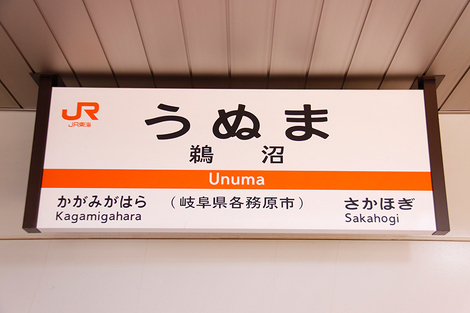 JR
JR東海
うぬま
鵜沼
Unuma
かがみがはら (岐阜県各務原市) さかほぎ
Kagamigahara Sakahogi